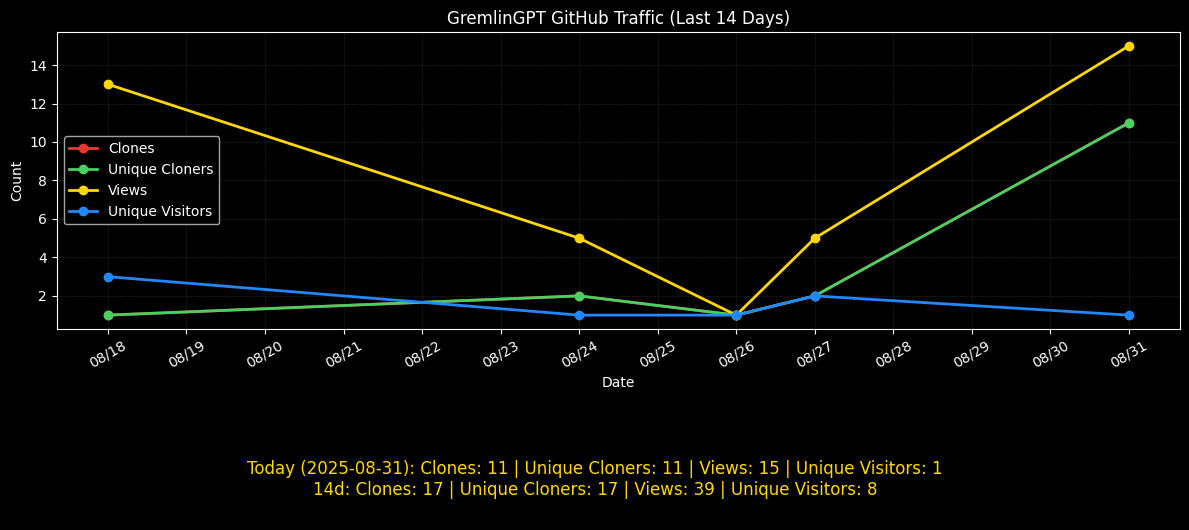 GremlinGPT GitHub Traffic (Last 14 Days)
14
12
10
8
6
4
2
Count
Clones
Unique Cloners
Views
Unique Visitors
08/18
08/19
08/20
08/21
08/22
08/23
08/24
08/25
08/26
08/27
08/28
08/29
08/30
08/31
Date
Today (2025-08-31): Clones: 11 | Unique Cloners: 11 | Views: 15 | Unique Visitors: 1
14d: Clones: 17 | Unique Cloners: 17 | Views: 39 | Unique Visitors: 8